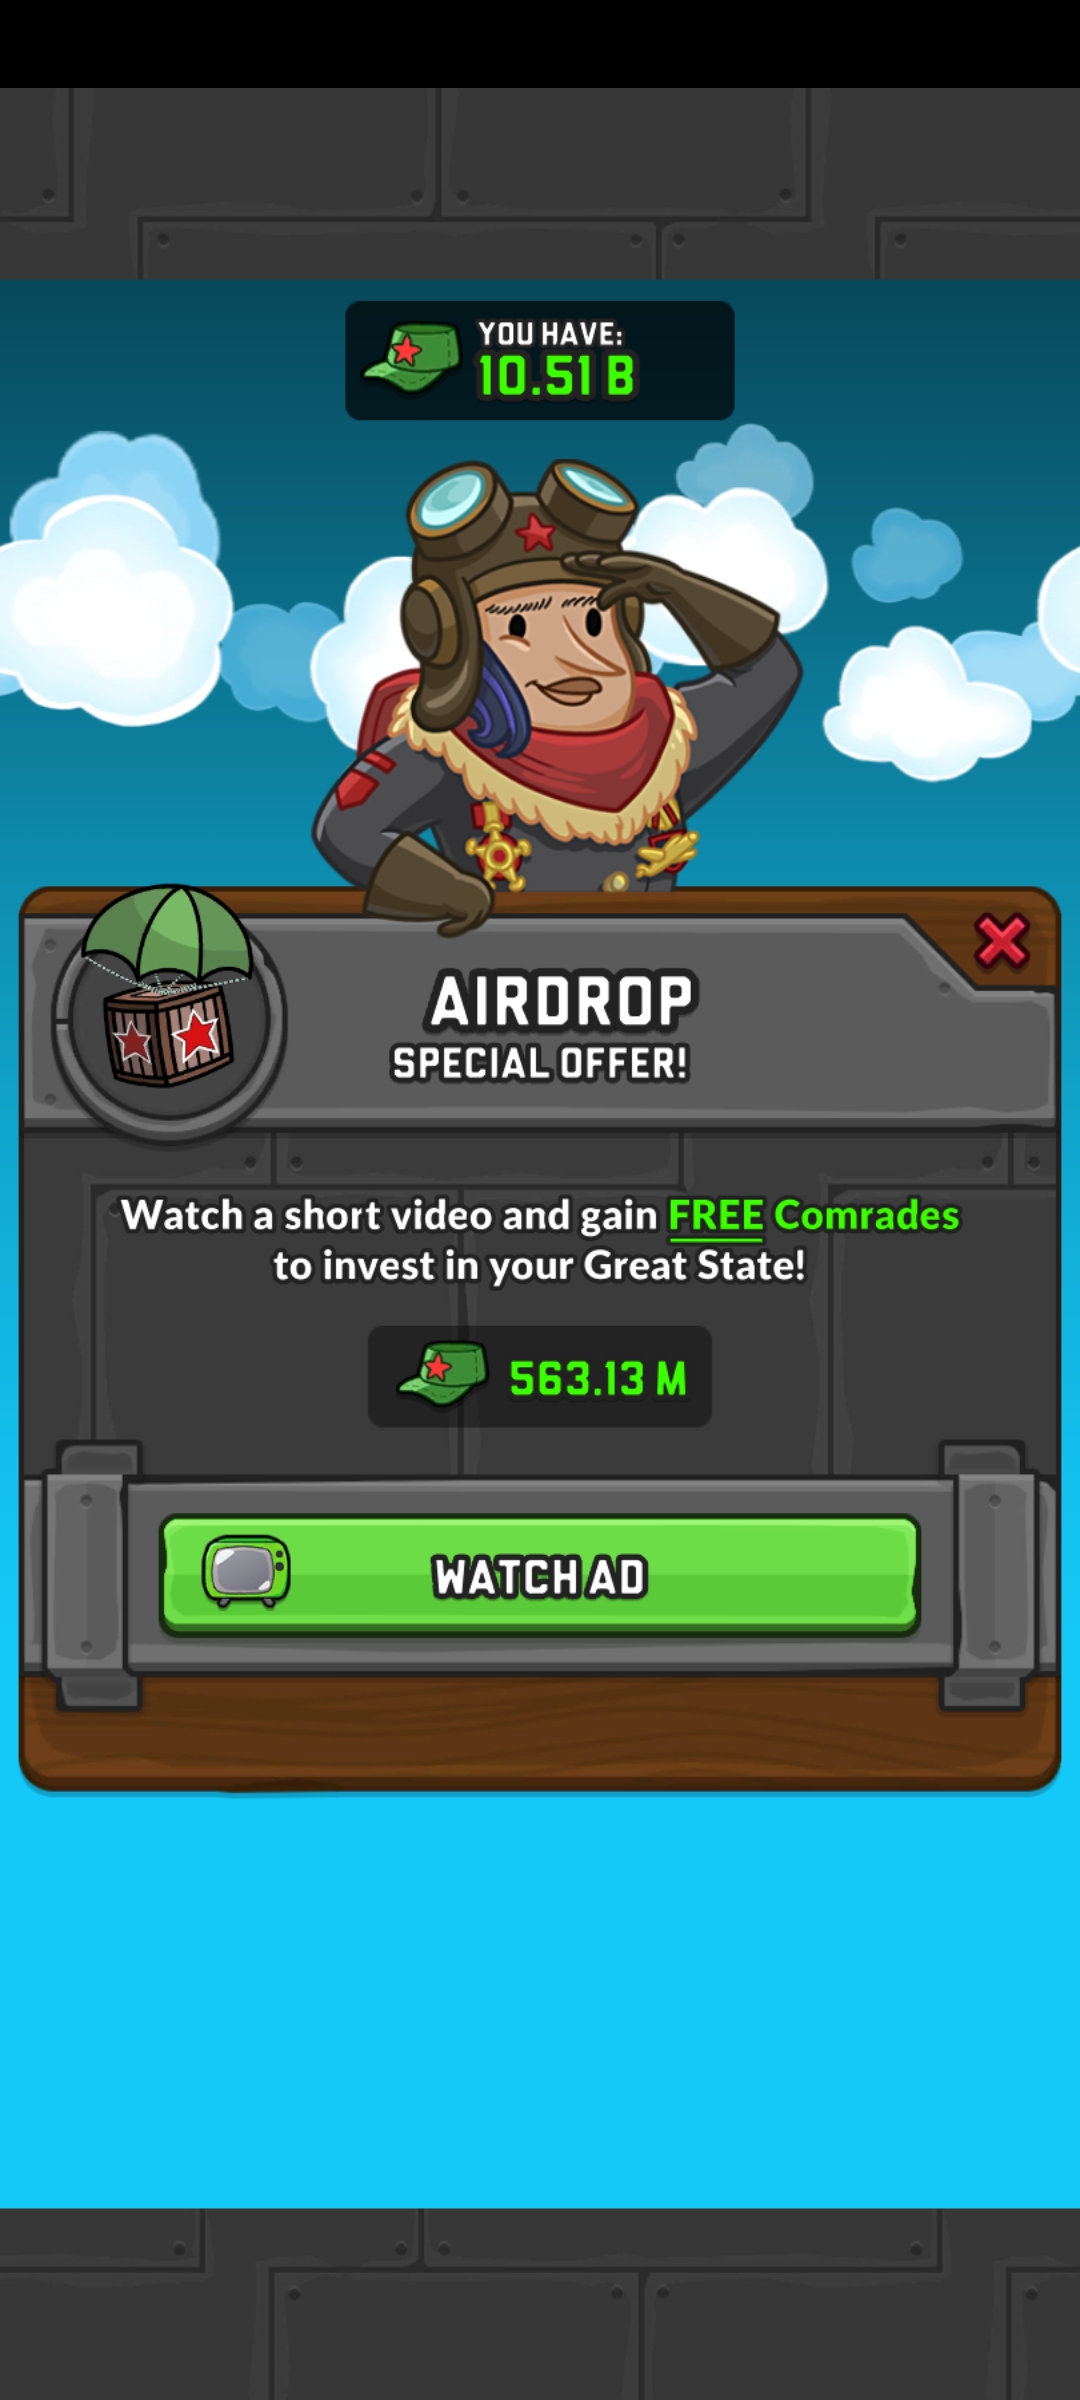 YOU HAVE:
10.51 B
AIRDROP
SPECIAL OFFER!
Watch a short video and gain FREE Comrades
to invest in your Great State!
563.13 M
WATCH AD